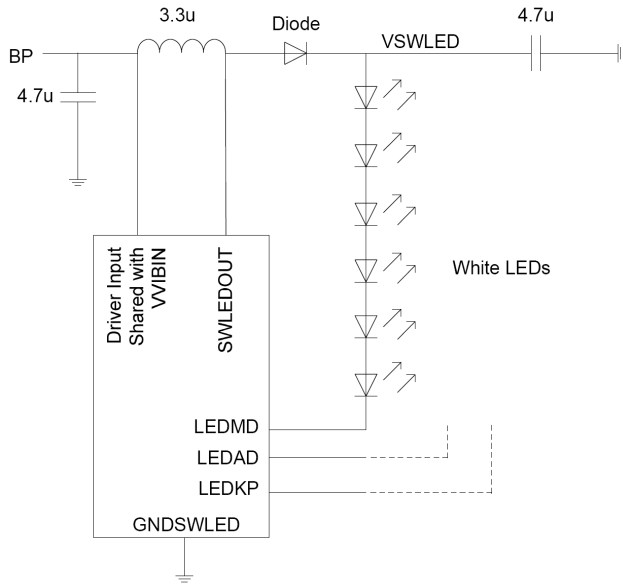 3.3u
4.7u
Diode
VSWLED
BP
4.7u
Driver Input
Shared with
VVIBIN
SWLEDOUT
White LEDs
LEDMD
LEDAD
LEDKP
GNDSWLED